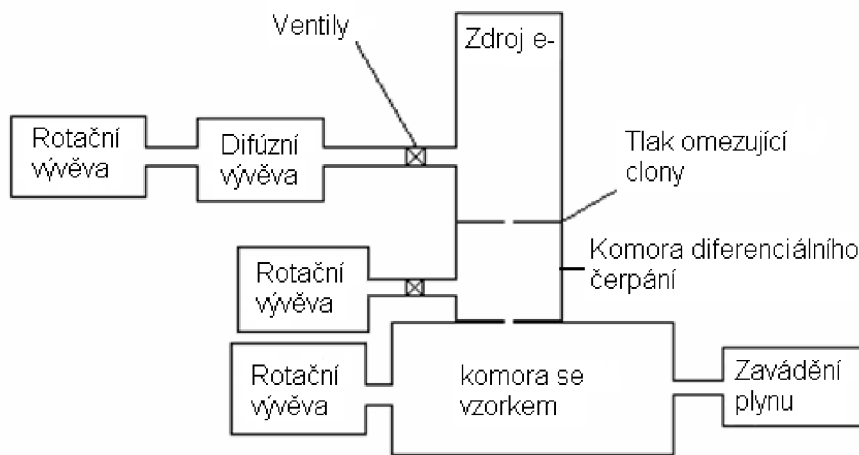 Ventily
Zdroj e-
Rotační
vývěva
Difúzní
vývěva
Tlak omezující
clony
Rotační
vývěva
Komora diferenciálního
čerpání
Rotační
vývěva
komora se
vzorkem
Zavádění
plynu